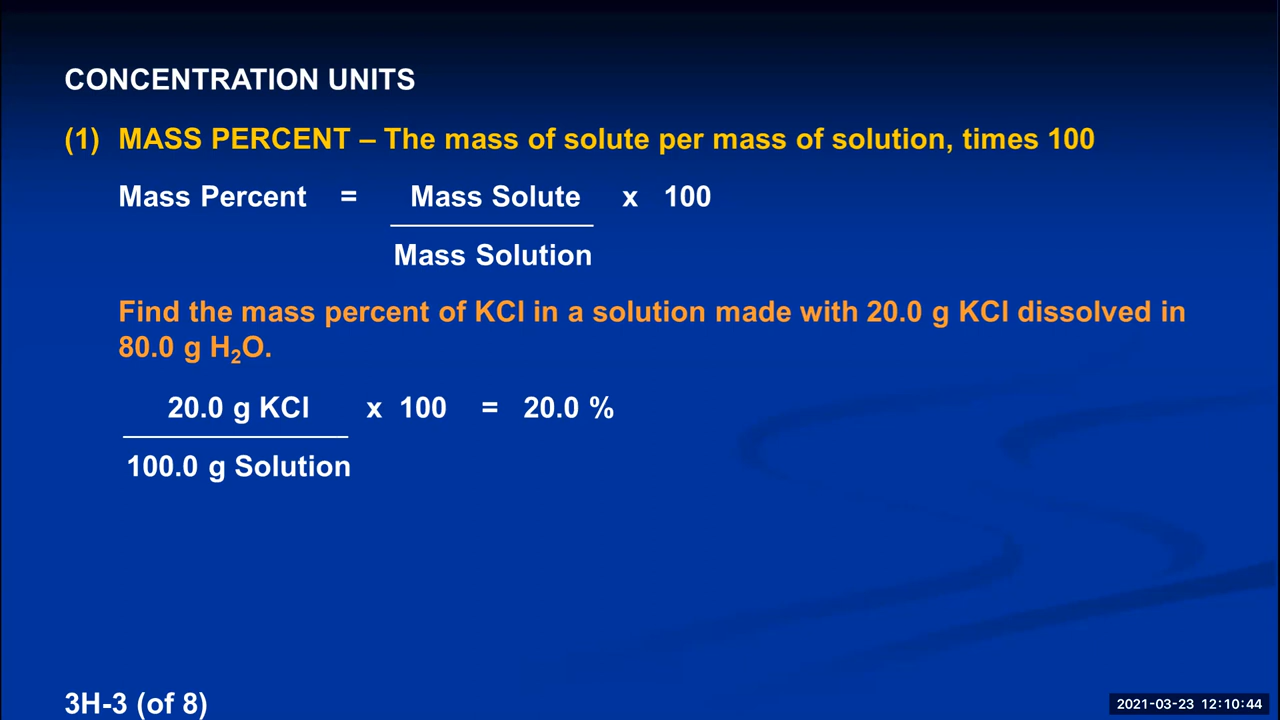 CONCENTRATION UNITS
(1) MASS PERCENT – The mass of solute per mass of solution, times 100
Mass Percent = Mass Solute x 100
Mass Solution
Find the mass percent of KCl in a solution made with 20.0 g KCl dissolved in
80.0 g H₂O.
20.0 g KCl x 100 = 20.0 %
100.0 g Solution
3H-3 (of 8)
2021-03-23 12:10:44